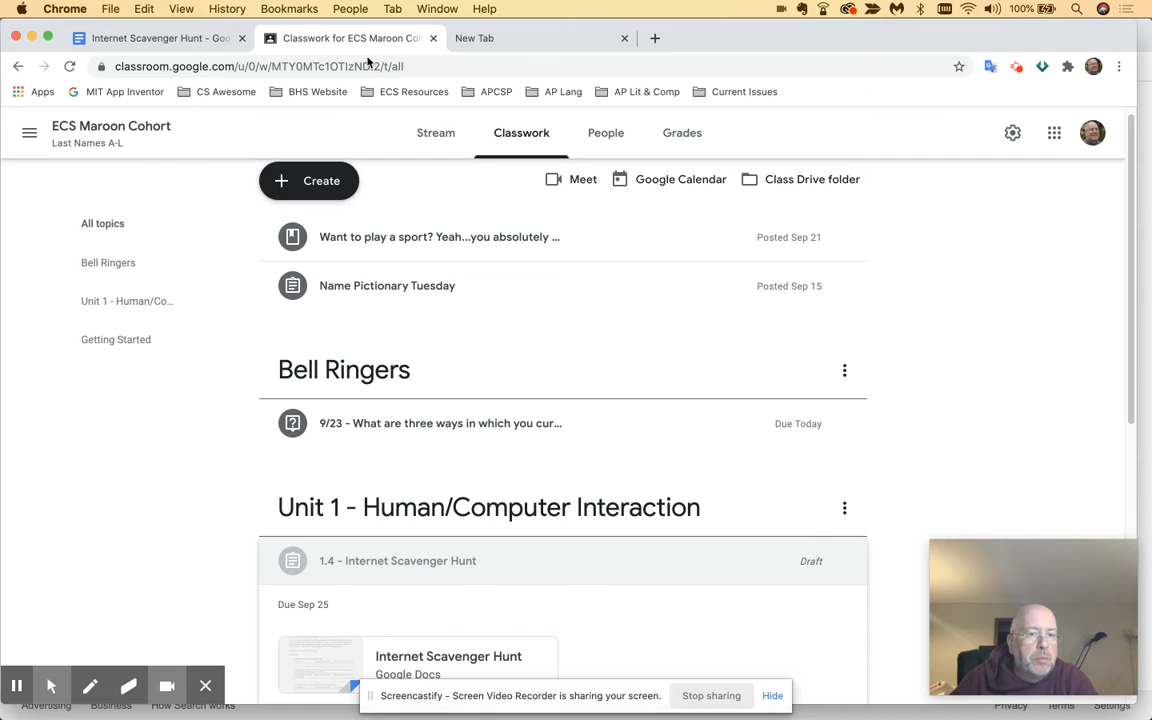 Chrome File Edit View History Bookmarks People Tab Window Help 100%
Internet Scavenger Hunt - Goo Classwork for ECS Maroon Coh New Tab
classroom.google.com/u/0/w/MTY0MTc1OTIzND /t/all
Apps MIT App Inventor CS Awesome BHS Website ECS Resources APCSP AP Lang AP Lit & Comp Current Issues
ECS Maroon Cohort
Last Names A-L
Stream Classwork People Grades
Create Meet Google Calendar Class Drive folder
All topics
Bell Ringers
Unit 1 - Human/Co...
Getting Started
Want to play a sport? Yeah...you absolutely ... Posted Sep 21
Name Pictionary Tuesday Posted Sep 15
Bell Ringers
9/23 - What are three ways in which you cur... Due Today
Unit 1 - Human/Computer Interaction
1.4 - Internet Scavenger Hunt Draft
Due Sep 25
Internet Scavenger Hunt
Google Docs
Screencastify - Screen Video Recorder is sharing your screen. Stop sharing Hide
Advertising Business How Search works Privacy Terms Settings